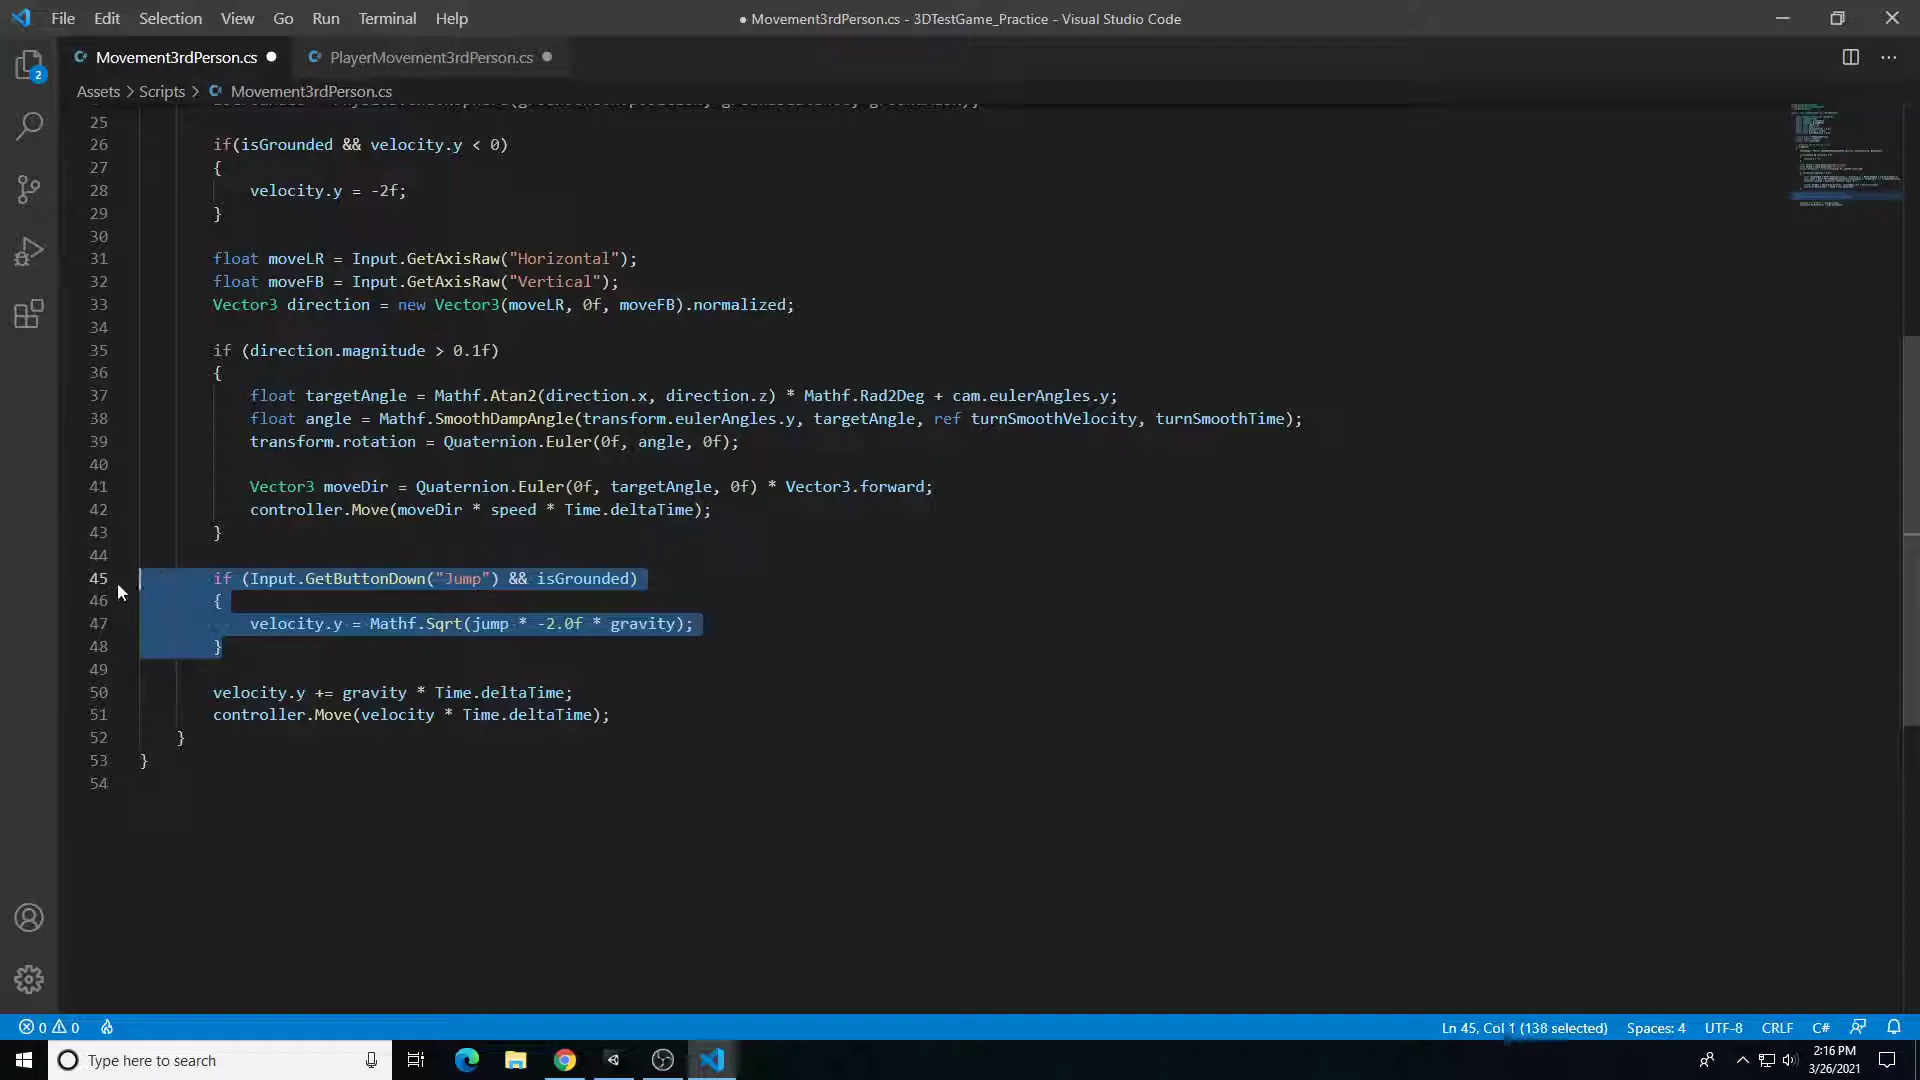 File Edit Selection View Go Run Terminal Help
● Movement3rdPerson.cs - 3DTestGame_Practice - Visual Studio Code
Movement3rdPerson.cs
PlayerMovement3rdPerson.cs
2
Assets > Scripts > Movement3rdPerson.cs
25
26 if(isGrounded && velocity.y < 0)
27 {
28 velocity.y = -2f;
29 }
30
31 float moveLR = Input.GetAxisRaw("Horizontal");
32 float moveFB = Input.GetAxisRaw("Vertical");
33 Vector3 direction = new Vector3(moveLR, 0f, moveFB).normalized;
34
35 if (direction.magnitude > 0.1f)
36 {
37 float targetAngle = Mathf.Atan2(direction.x, direction.z) * Mathf.Rad2Deg + cam.eulerAngles.y;
38 float angle = Mathf.SmoothDampAngle(transform.eulerAngles.y, targetAngle, ref turnSmoothVelocity, turnSmoothTime);
39 transform.rotation = Quaternion.Euler(0f, angle, 0f);
40
41 Vector3 moveDir = Quaternion.Euler(0f, targetAngle, 0f) * Vector3.forward;
42 controller.Move(moveDir * speed * Time.deltaTime);
43 }
44
45 if (Input.GetButtonDown("Jump") && isGrounded)
46 {
47 velocity.y = Mathf.Sqrt(jump * -2.0f * gravity);
48 }
49
50 velocity.y += gravity * Time.deltaTime;
51 controller.Move(velocity * Time.deltaTime);
52 }
53 }
54
0 0
Ln 45, Col 1 (138 selected) Spaces: 4 UTF-8 CRLF C#
Type here to search
2:16 PM
3/26/2021